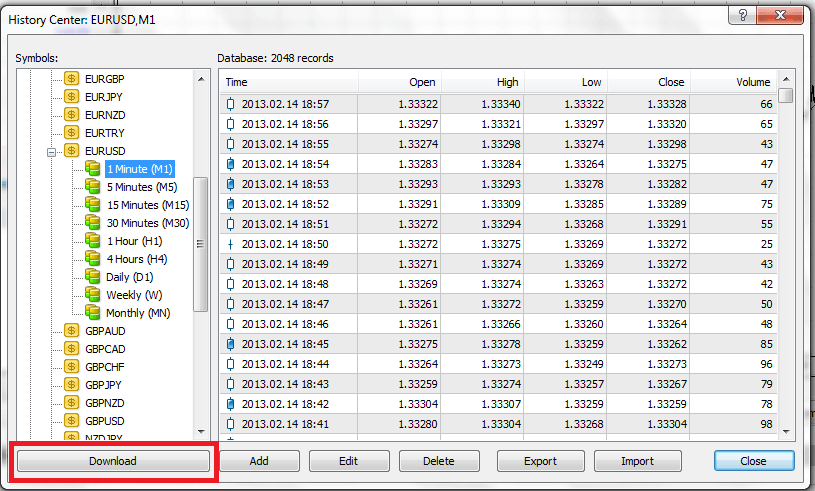 History Center: EURUSD,M1
?
Symbols:
Database: 2048 records
$ EURGBP
$ EURJPY
$ EURNZD
$ EURTRY
$ EURUSD
1 Minute (M1)
5 Minutes (M5)
15 Minutes (M15)
30 Minutes (M30)
1 Hour (H1)
4 Hours (H4)
Daily (D1)
Weekly (W)
Monthly (MN)
$ GBPAUD
$ GBPCAD
$ GBPCHF
$ GBPJPY
$ GBPNZD
$ GBPUSD
$ NZDJPY
Time Open High Low Close Volume
2013.02.14 18:57 1.33322 1.33340 1.33322 1.33328 66
2013.02.14 18:56 1.33297 1.33321 1.33297 1.33320 65
2013.02.14 18:55 1.33274 1.33298 1.33274 1.33298 43
2013.02.14 18:54 1.33283 1.33284 1.33264 1.33275 47
2013.02.14 18:53 1.33293 1.33293 1.33278 1.33282 47
2013.02.14 18:52 1.33291 1.33309 1.33285 1.33289 75
2013.02.14 18:51 1.33272 1.33294 1.33268 1.33291 55
2013.02.14 18:50 1.33272 1.33275 1.33269 1.33272 25
2013.02.14 18:49 1.33271 1.33274 1.33269 1.33273 43
2013.02.14 18:48 1.33269 1.33274 1.33263 1.33272 42
2013.02.14 18:47 1.33261 1.33272 1.33259 1.33270 50
2013.02.14 18:46 1.33261 1.33266 1.33260 1.33264 48
2013.02.14 18:45 1.33275 1.33278 1.33259 1.33262 85
2013.02.14 18:44 1.33264 1.33273 1.33249 1.33273 96
2013.02.14 18:43 1.33259 1.33274 1.33257 1.33267 79
2013.02.14 18:42 1.33304 1.33307 1.33259 1.33259 78
2013.02.14 18:41 1.33280 1.33304 1.33268 1.33304 98
Download Add Edit Delete Export Import Close